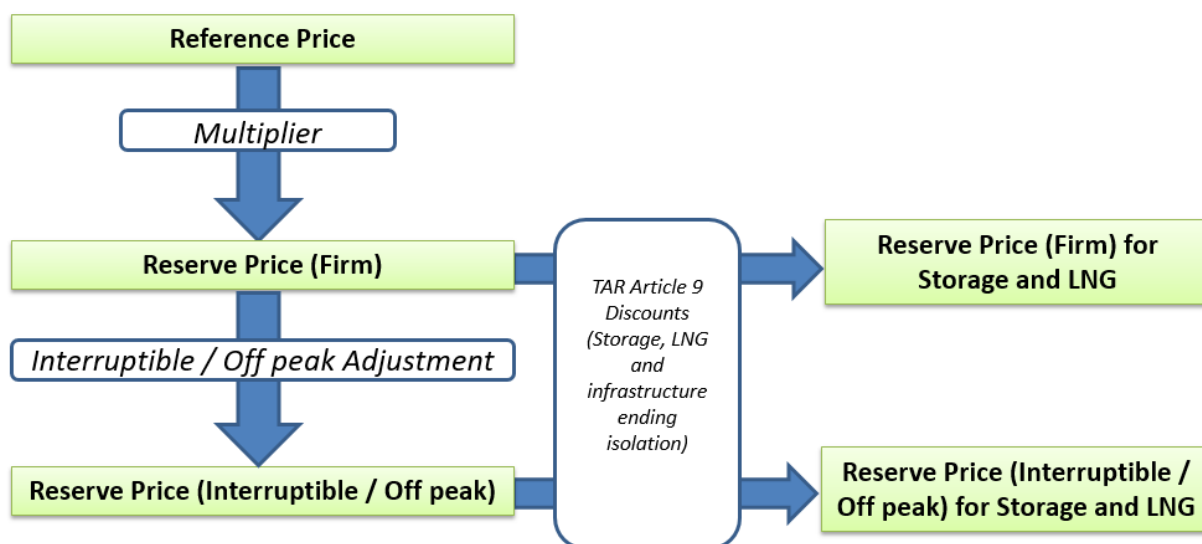 Reference Price
Multiplier
Reserve Price (Firm)
TAR Article 9
Discounts
(Storage, LNG
and
infrastructure
ending
isolation)
Reserve Price (Firm) for
Storage and LNG
Interruptible / Off peak Adjustment
Reserve Price (Interruptible / Off peak)
Reserve Price (Interruptible /
Off peak) for Storage and LNG